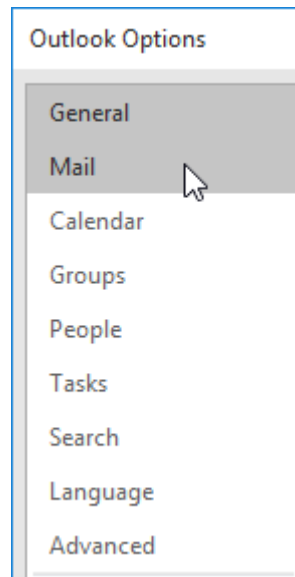 Outlook Options
General
Mail
Calendar
Groups
People
Tasks
Search
Language
Advanced